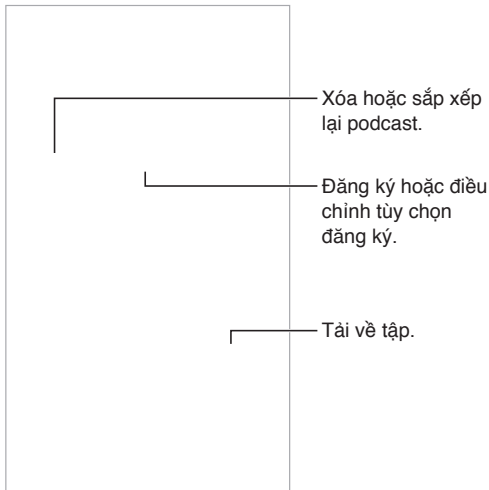 Xóa hoặc sắp xếp
lại podcast.
Đăng ký hoặc điều
chỉnh tùy chọn
đăng ký.
Tải về tập.